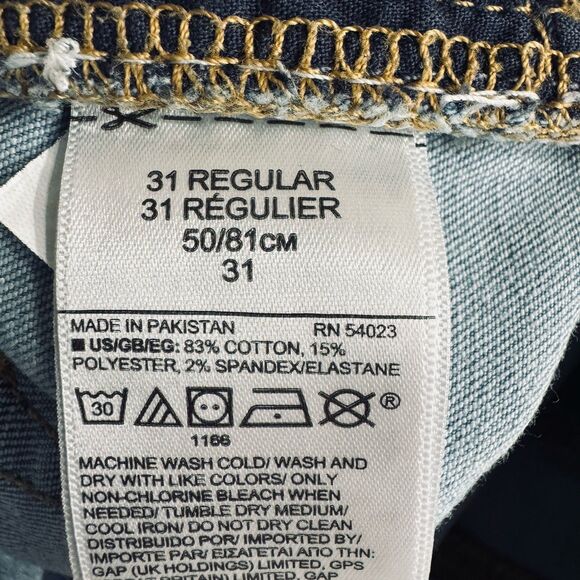 31 REGULAR
31 RÉGULIER
50/81CM
31
MADE IN PAKISTAN RN 54023
US/GB/EG: 83% COTTON, 15%
POLYESTER, 2% SPANDEX/ELASTANE
30 ®
1166
MACHINE WASH COLD/ WASH AND
DRY WITH LIKE COLORS/ ONLY
NON-CHLORINE BLEACH WHEN
NEEDED/ TUMBLE DRY MEDIUM/
COOL IRON/ DO NOT DRY CLEAN
DISTRIBUIDO POR/ IMPORTED BY/
IMPORTE PAR/ ΕΙΣΑΓΕΤΑΙ ΑΠΟ ΤΗΝ:
GAP (UK HOLDINGS) LIMITED, GPS
BRITAIN) LIMITED, GAP